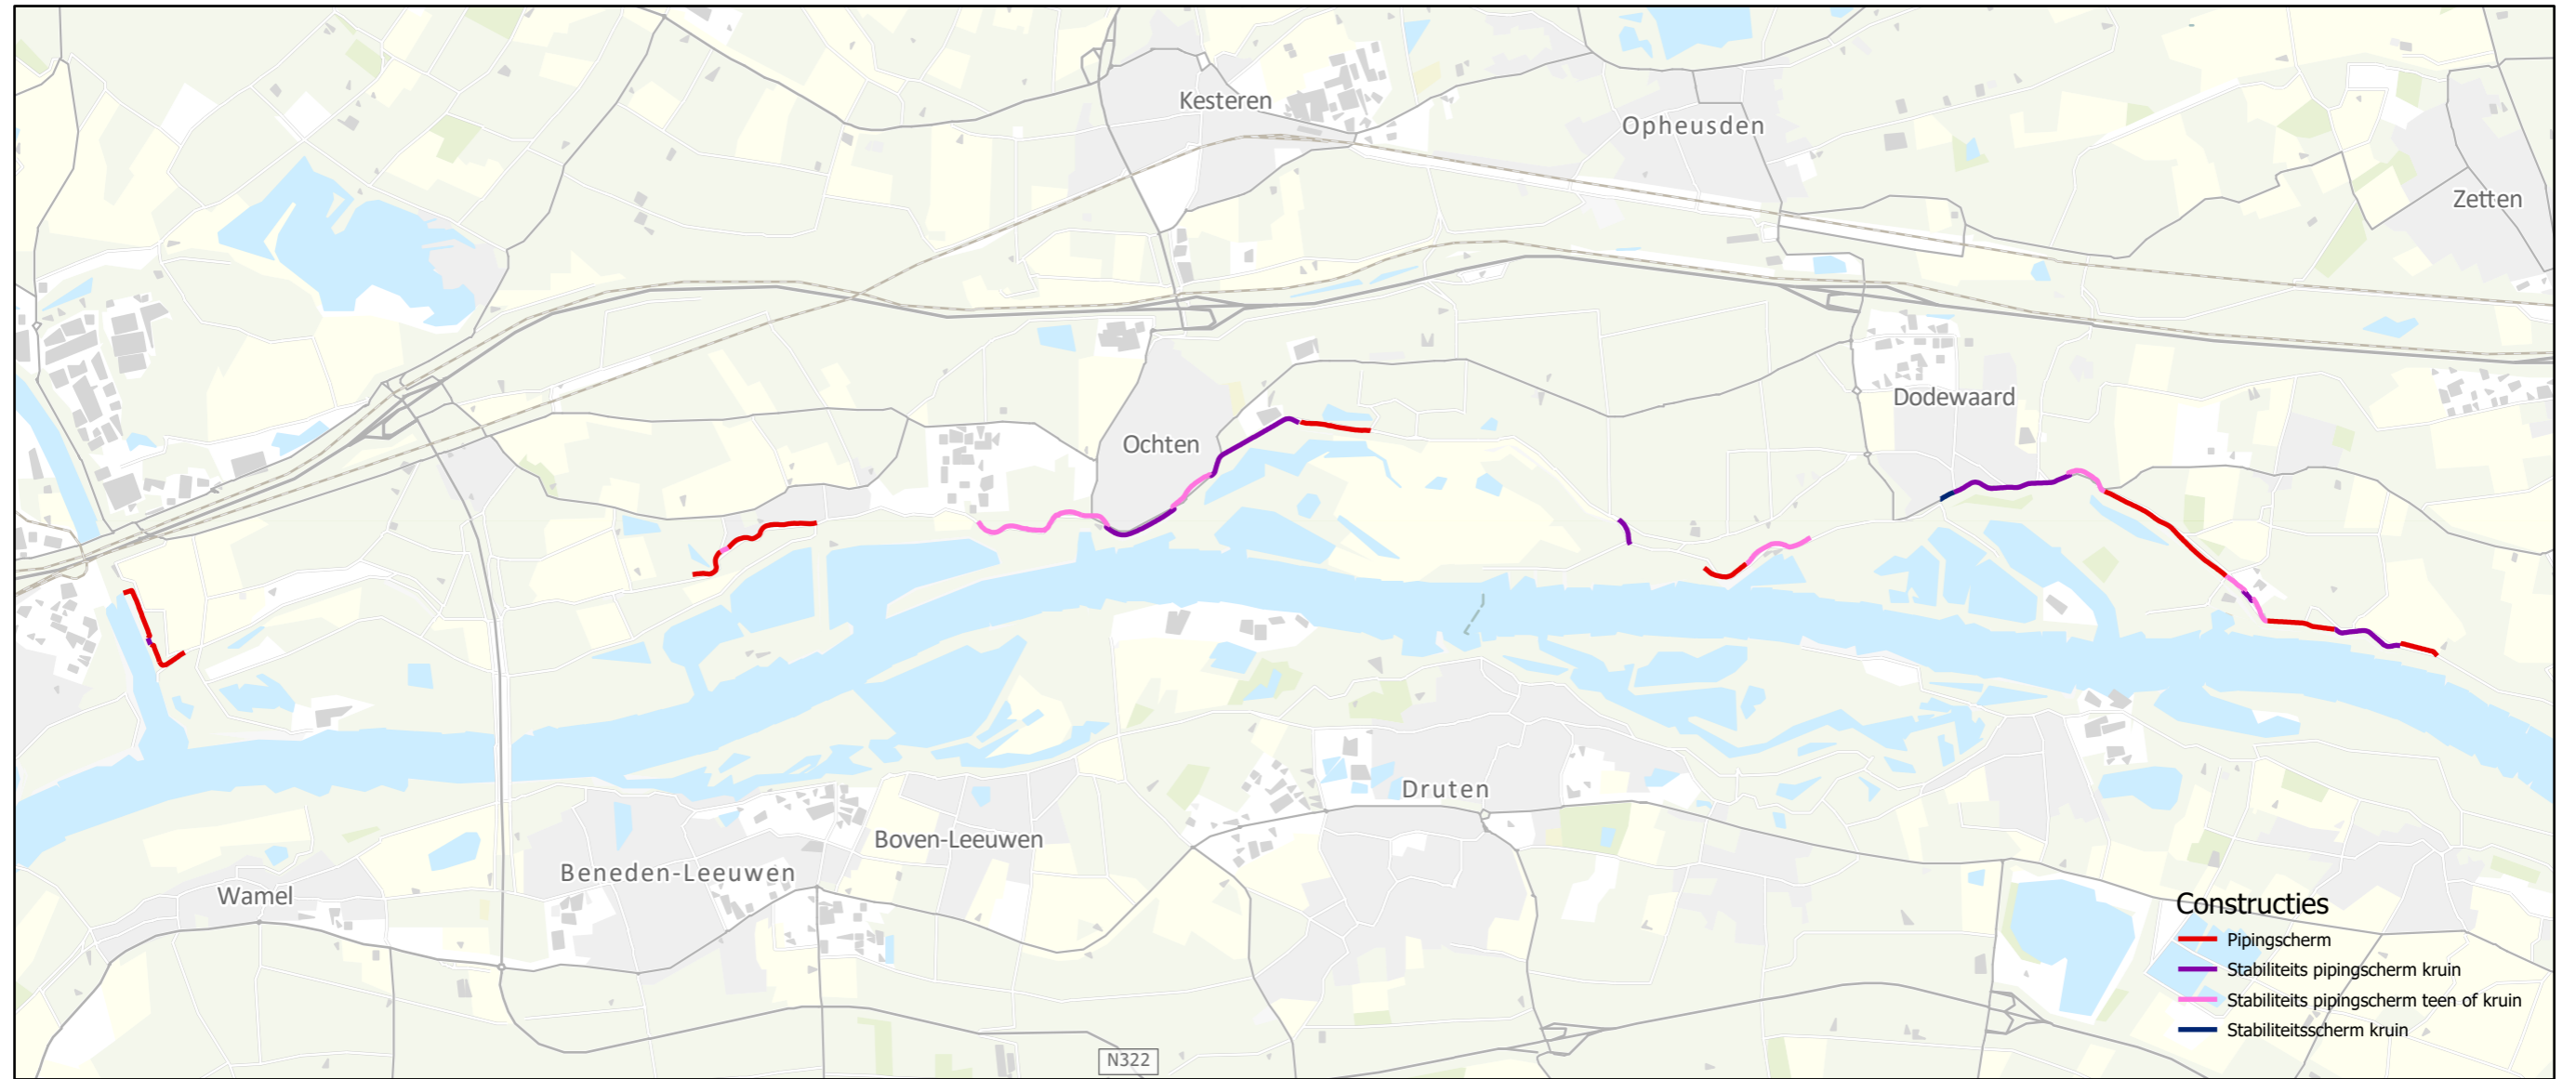 Kesteren
Opheusden
Zetten
Dodewaard
Ochten
Druten
Boven-Leeuwen
Beneden-Leeuwen
Wamel
N322
Constructies
Pipingscherm
Stabiliteits pipingscherm kruin
Stabiliteits pipingscherm teen of kruin
Stabiliteitsscherm kruin